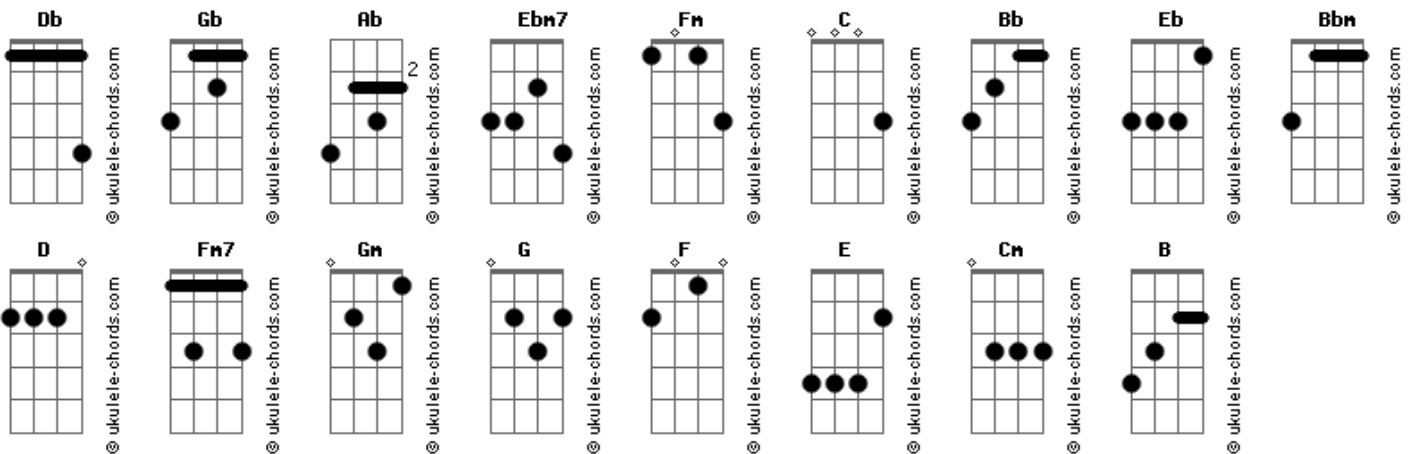 Db Gb Ab Ebm7 Fm C Bb Eb Bbm
2
© ukulele-chords.com © ukulele-chords.com © ukulele-chords.com © ukulele-chords.com © ukulele-chords.com © ukulele-chords.com © ukulele-chords.com © ukulele-chords.com © ukulele-chords.com
D Fm7 Gm G F E Cm B
© ukulele-chords.com © ukulele-chords.com © ukulele-chords.com © ukulele-chords.com © ukulele-chords.com © ukulele-chords.com © ukulele-chords.com © ukulele-chords.com